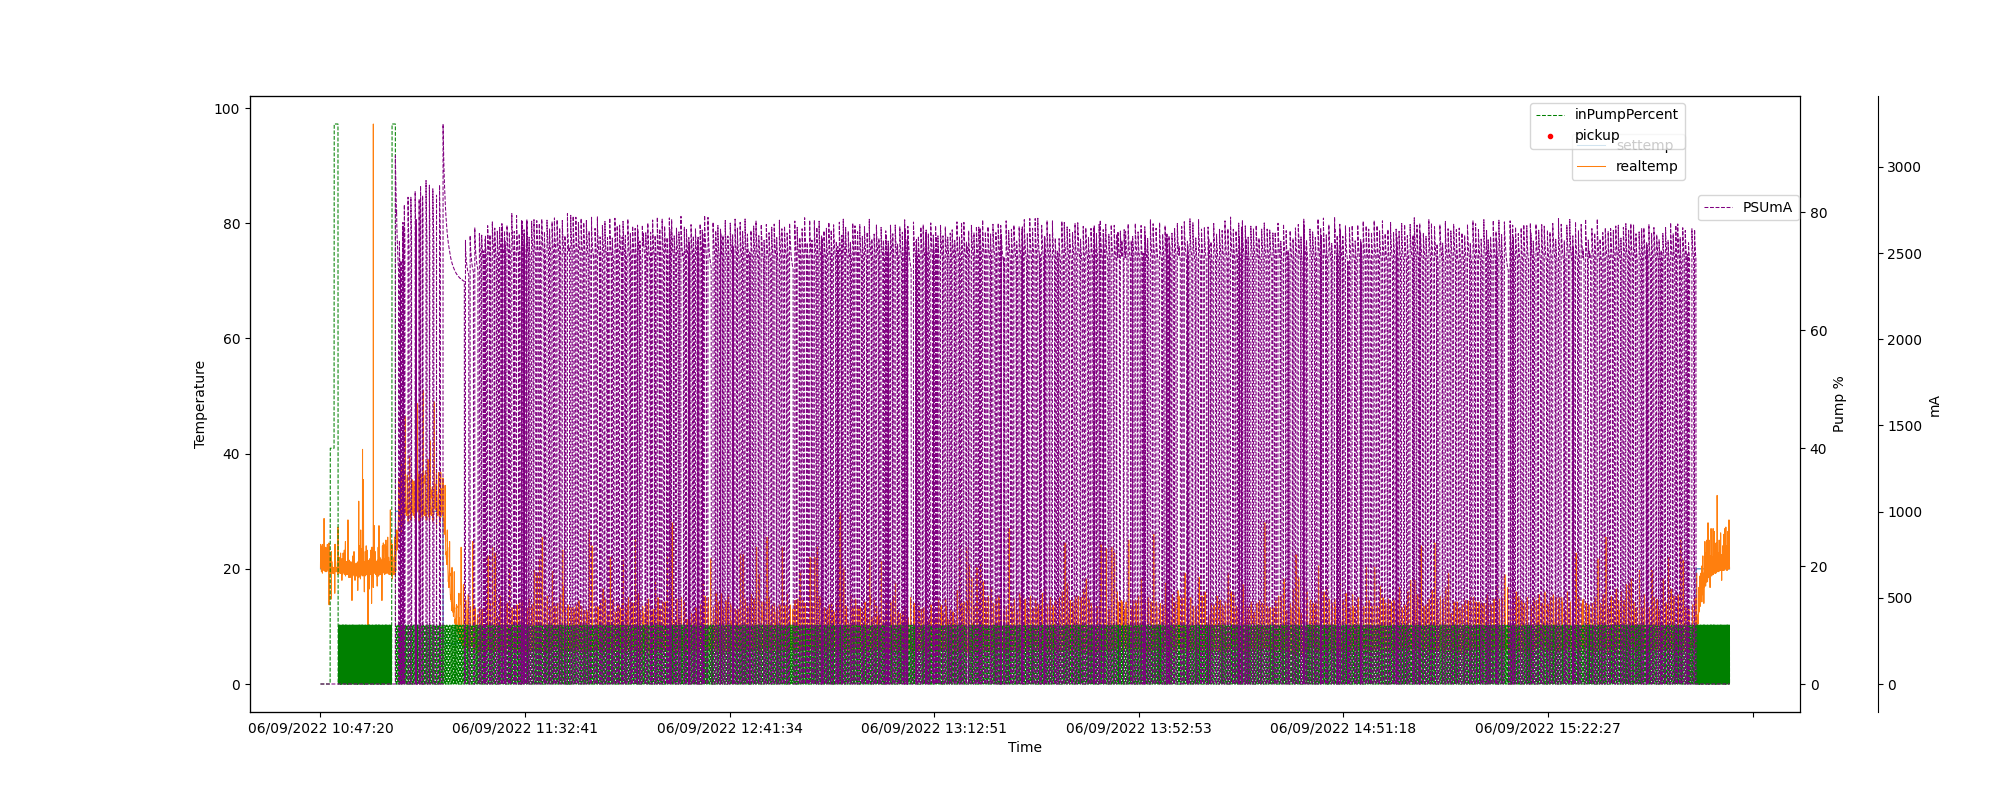 inPumpPercent
pickup
settemp
realtemp
PSUmA
100
80
60
40
20
0
Temperature
80
60
40
20
0
Pump %
3000
2500
2000
1500
1000
500
0
mA
06/09/2022 10:47:20
06/09/2022 11:32:41
06/09/2022 12:41:34
06/09/2022 13:12:51
06/09/2022 13:52:53
06/09/2022 14:51:18
06/09/2022 15:22:27
Time